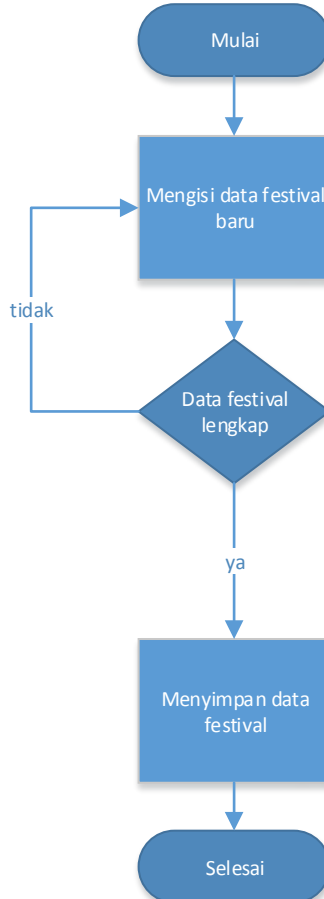 Mulai
Mengisi data festival
baru
tidak
Data festival
lengkap
ya
Menyimpan data
festival
Selesai